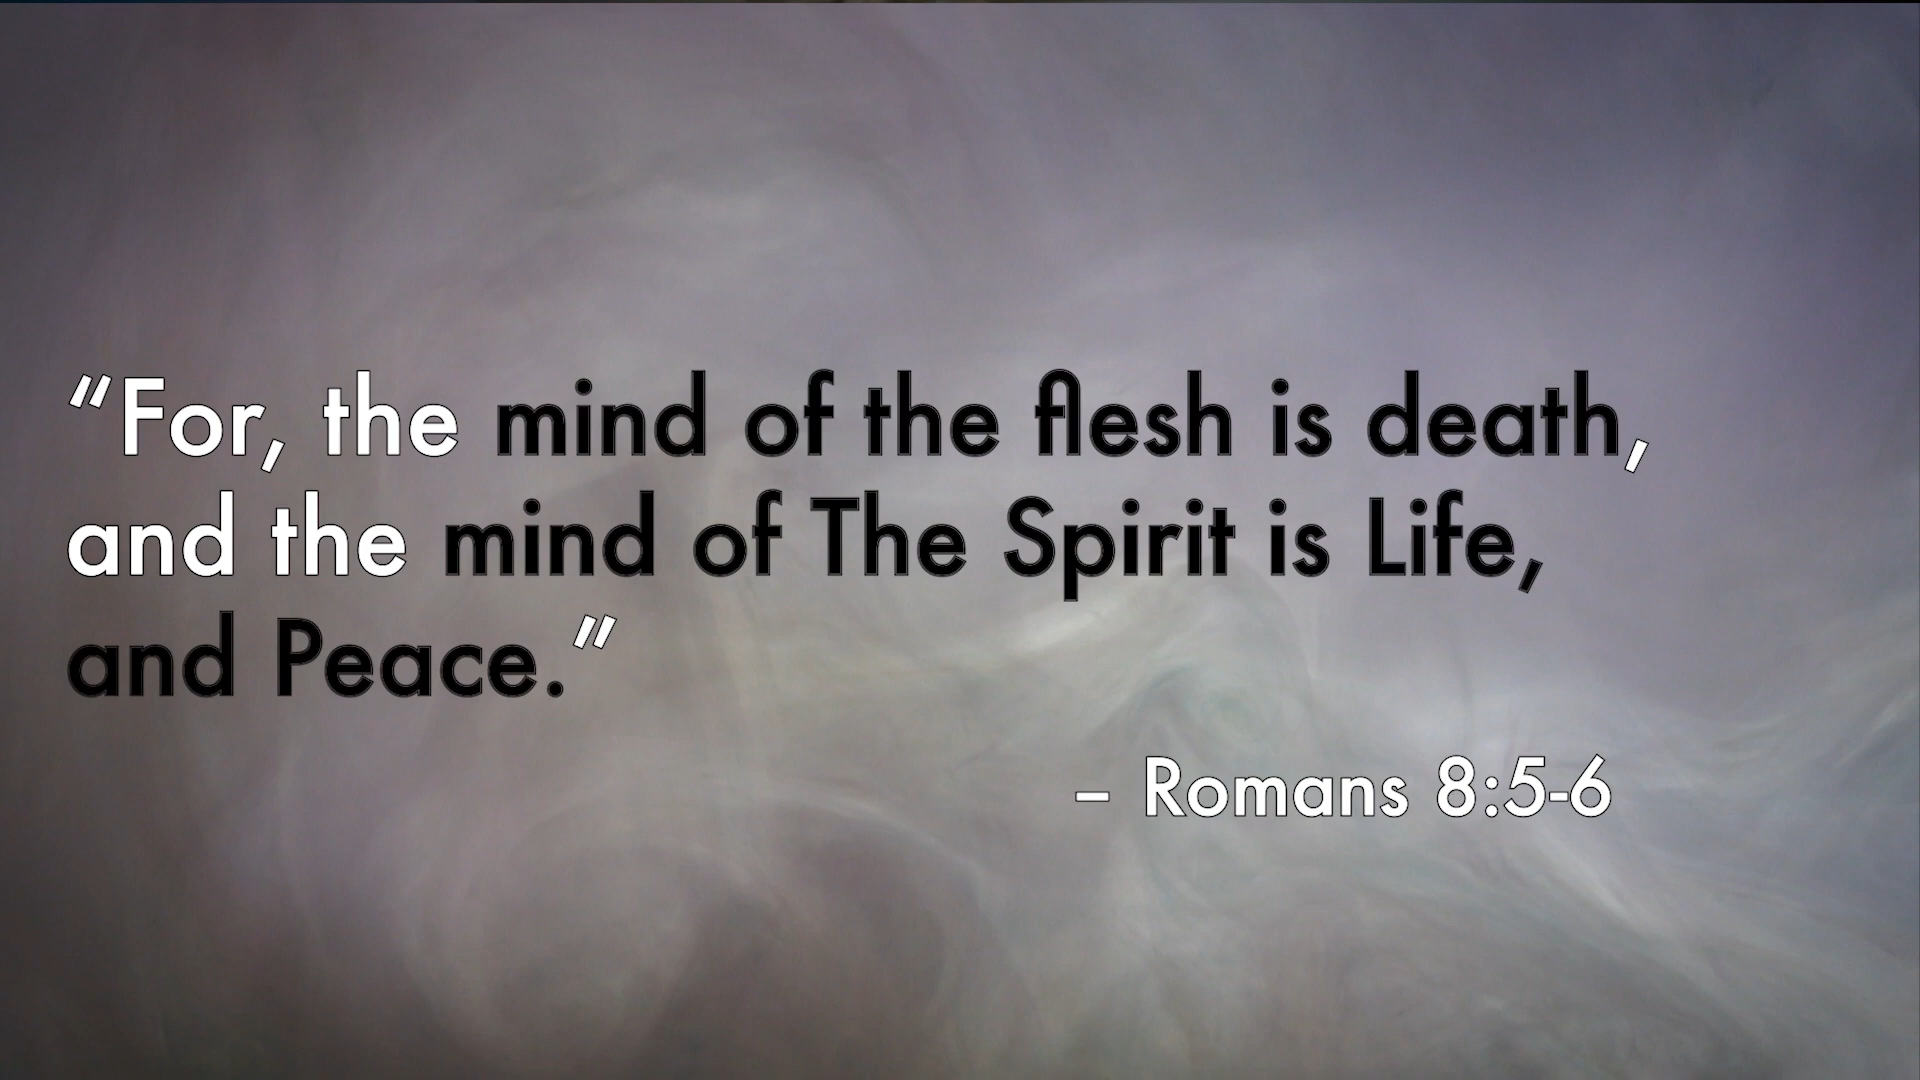 “For, the mind of the flesh is death,
and the mind of The Spirit is Life,
and Peace.”
– Romans 8:5-6